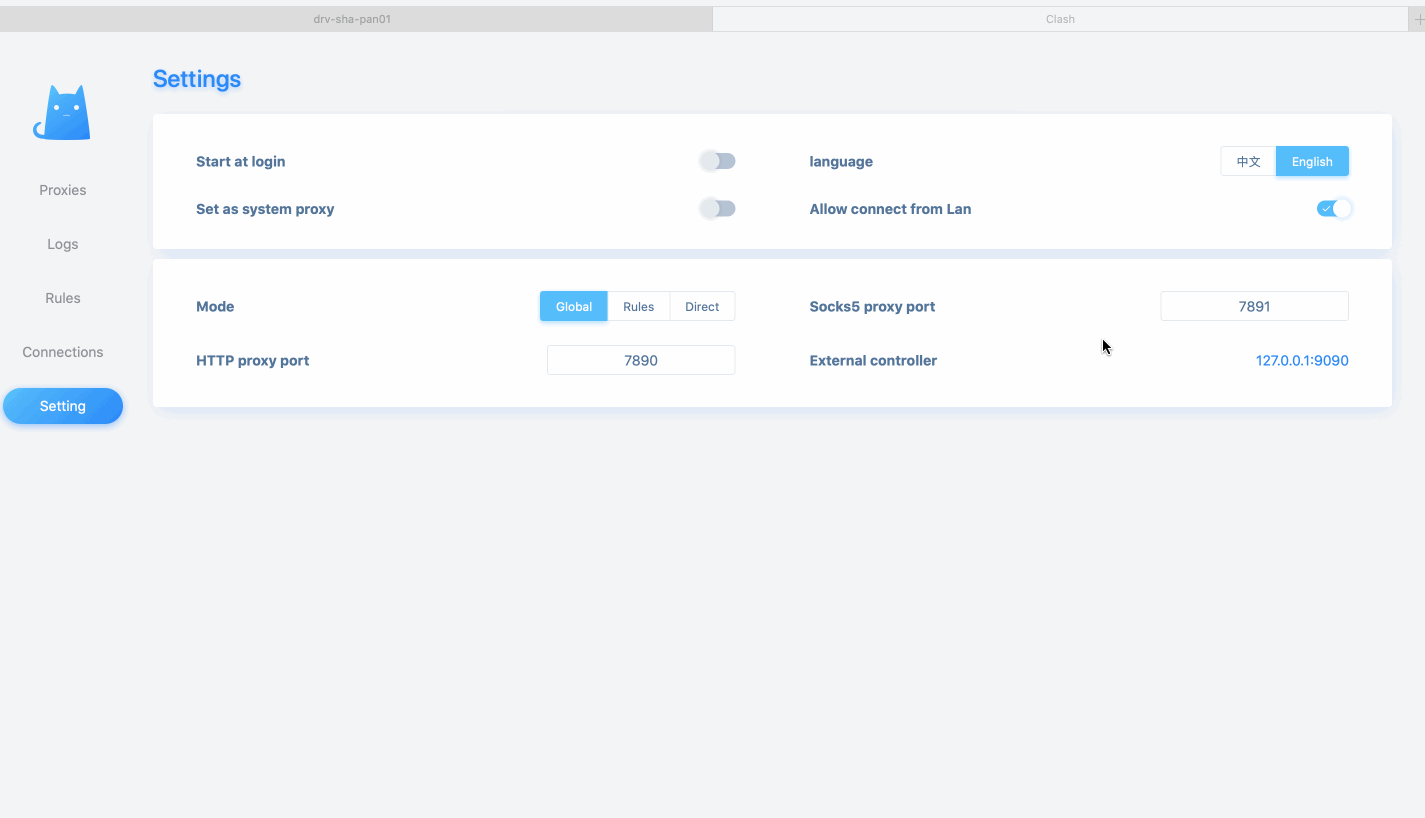 drv-sha-pan01
Clash
Settings
Start at login
language
中文
English
Set as system proxy
Allow connect from Lan
Proxies
Logs
Rules
Connections
Setting
Mode
Global
Rules
Direct
Socks5 proxy port
7891
HTTP proxy port
7890
External controller
127.0.0.1:9090